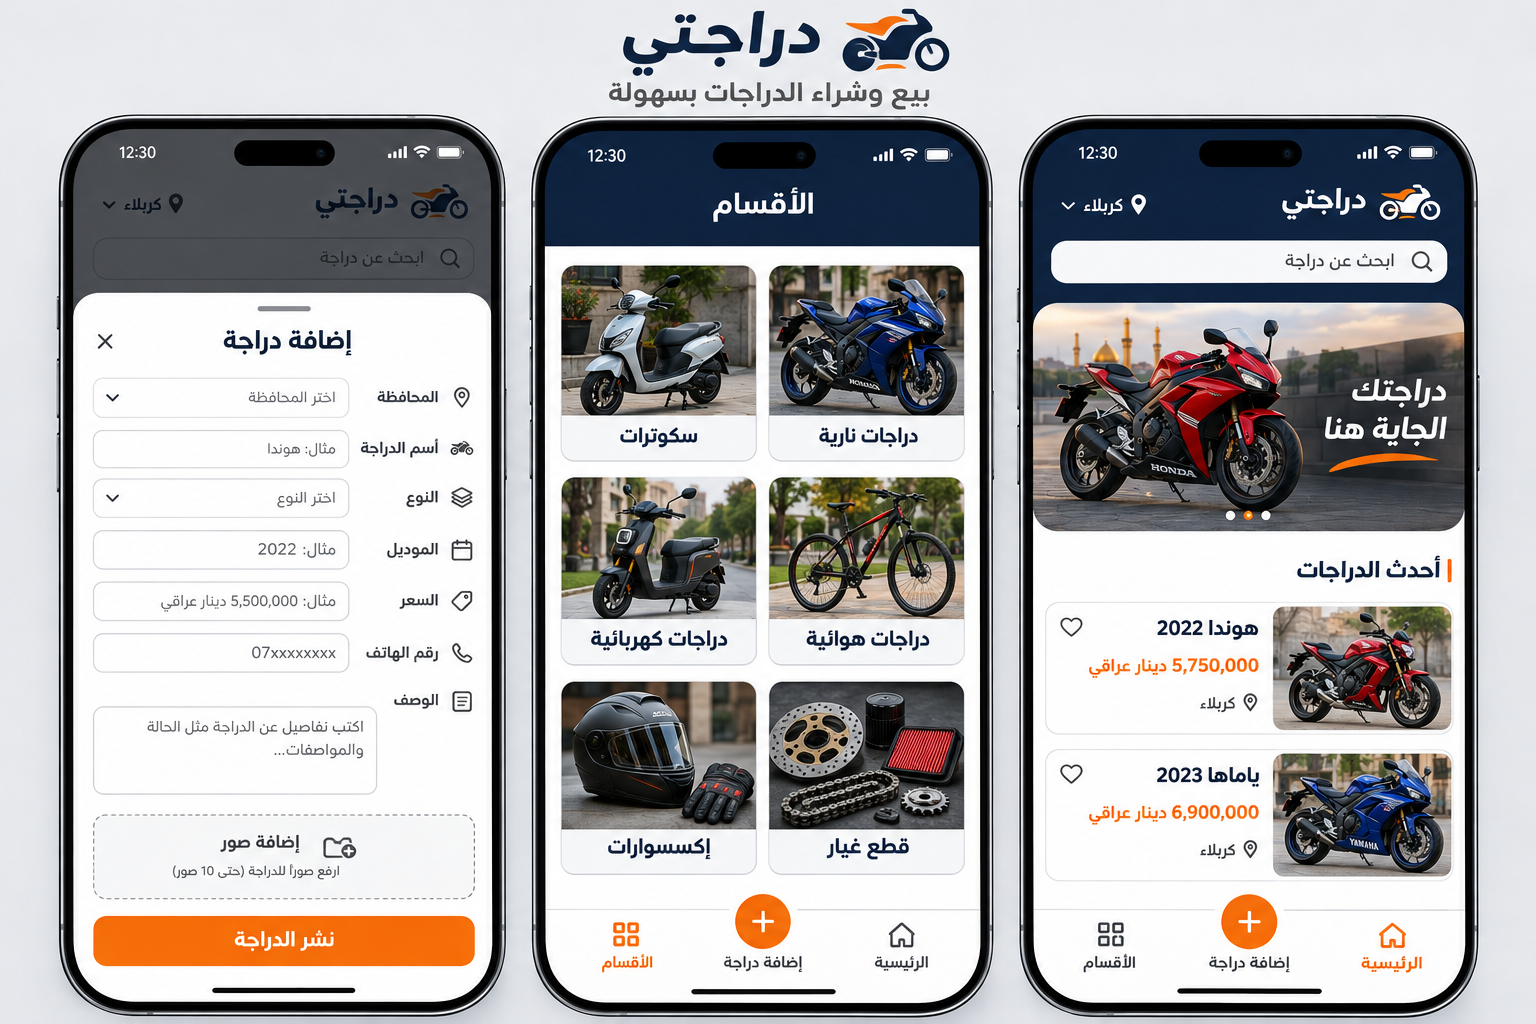 دراجتي
بيع وشراء الدراجات بسهولة
12:30
دراجتي
كربلاء
ابحث عن دراجة
دراجتك
الجاية هنا
HONDA
أحدث الدراجات
هوندا 2022
5,750,000 دينار عراقي
كربلاء
ياماها 2023
6,900,000 دينار عراقي
كربلاء
YAMAHA
الرئيسية
إضافة دراجة
الأقسام
12:30
الأقسام
دراجات نارية
HONDA
سكوترات
دراجات هوائية
دراجات كهربائية
قطع غيار
إكسسوارات
الرئيسية
إضافة دراجة
الأقسام
12:30
دراجتي
كربلاء
ابحث عن دراجة
إضافة دراجة
المحافظة
اختر المحافظة
أسم الدراجة
مثال: هوندا
النوع
اختر النوع
الموديل
مثال: 2022
السعر
مثال: 5,500,000 دينار عراقي
رقم الهاتف
07xxxxxxxx
الوصف
اكتب تفاصيل عن الدراجة مثل الحالة
والمواصفات...
إضافة صور
ارفع صوراً للدراجة (حتى 10 صور)
نشر الدراجة